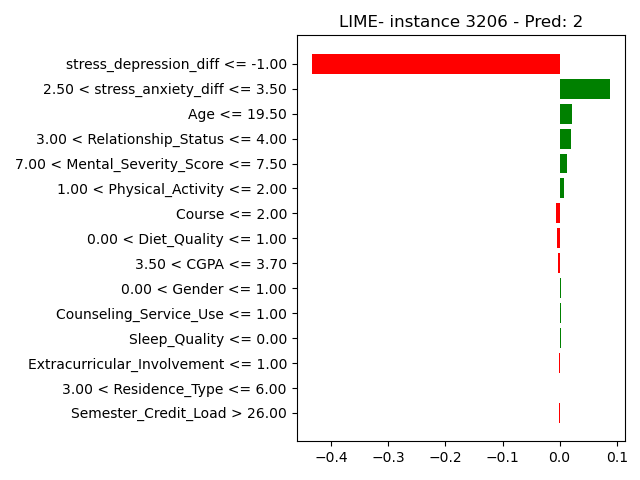 LIME- instance 3206 - Pred: 2
stress_depression_diff <= -1.00
2.50 < stress_anxiety_diff <= 3.50
Age <= 19.50
3.00 < Relationship_Status <= 4.00
7.00 < Mental_Severity_Score <= 7.50
1.00 < Physical_Activity <= 2.00
Course <= 2.00
0.00 < Diet_Quality <= 1.00
3.50 < CGPA <= 3.70
0.00 < Gender <= 1.00
Counseling_Service_Use <= 1.00
Sleep_Quality <= 0.00
Extracurricular_Involvement <= 1.00
3.00 < Residence_Type <= 6.00
Semester_Credit_Load > 26.00
−0.4 −0.3 −0.2 −0.1 0.0 0.1